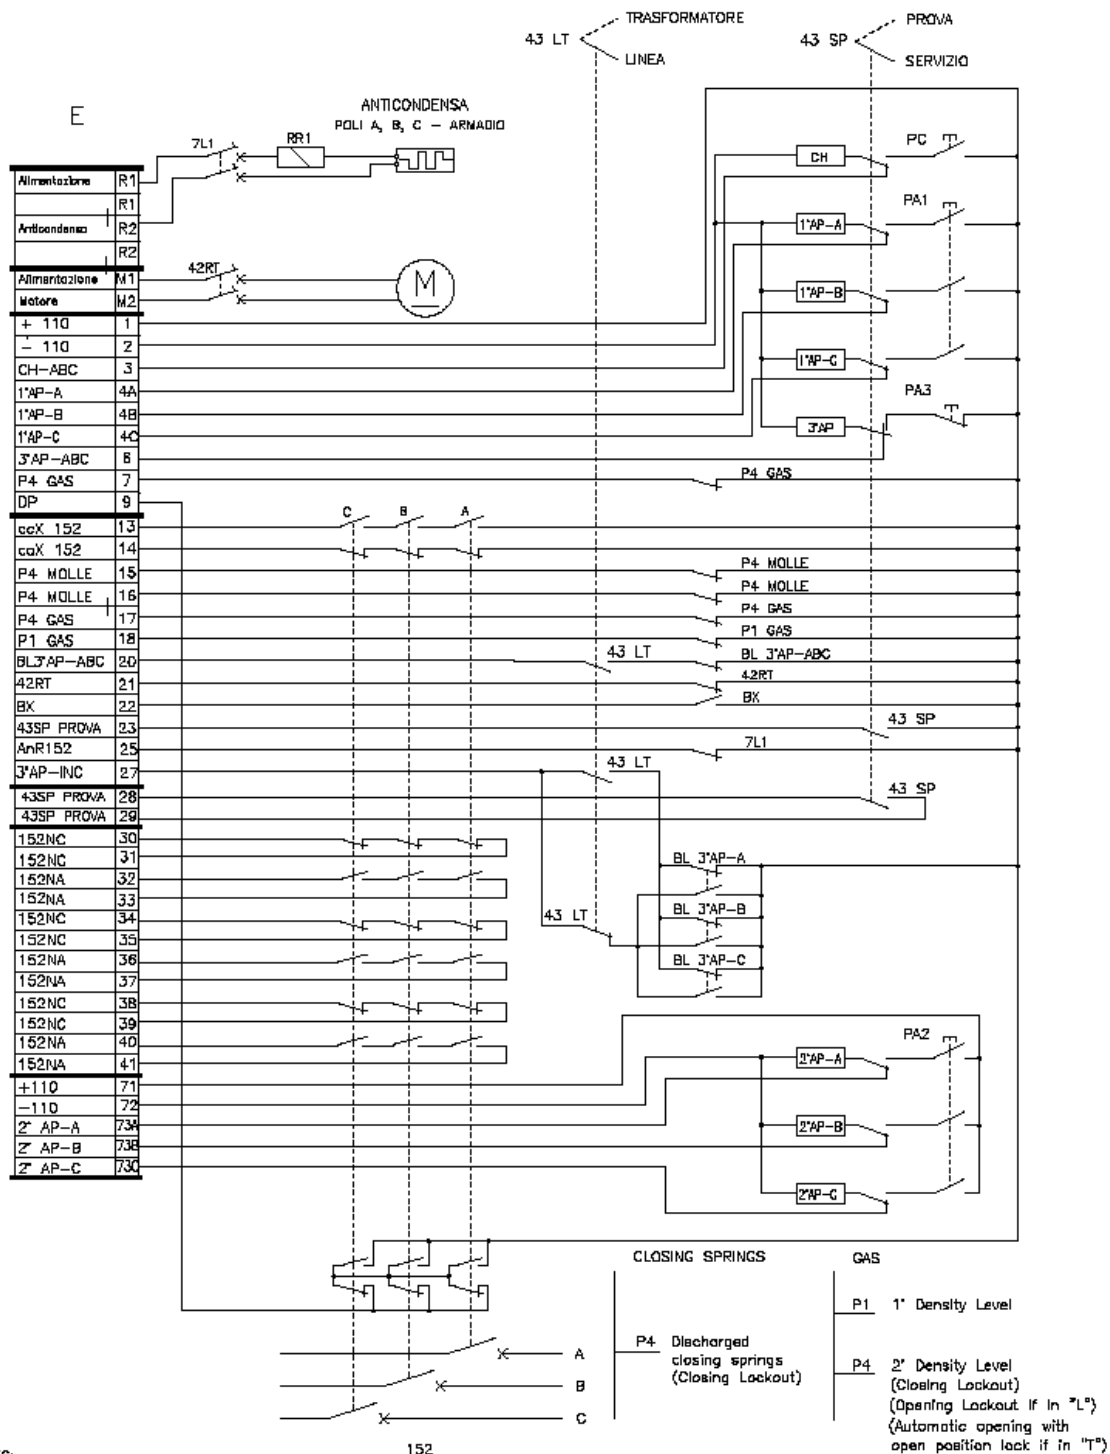 TRASFORMATORE
43 LT
LINEA
PROVA
43 SP
SERVIZIO
E
ANTICONDENSA
POLI A, B, C – ARMADIO
7L1
RR1
Alimentazione R1
R1
Anticondensa R2
R2
Alimentazione M1
Motore M2
42RT
M
+ 110 1
– 110 2
CH–ABC 3
1°AP–A 4A
1°AP–B 4B
1°AP–C 4C
3°AP–ABC 6
P4 GAS 7
DP 9
CH
PC
1°AP–A
PA1
1°AP–B
1°AP–C
PA3
3°AP
P4 GAS
C B A
ccX 152 13
caX 152 14
P4 MOLLE 15
P4 MOLLE 16
P4 GAS 17
P1 GAS 18
BL3°AP–ABC 20
42RT 21
BX 22
43SP PROVA 23
AnR152 25
3°AP–INC 27
P4 MOLLE
P4 MOLLE
P4 GAS
P1 GAS
43 LT
BL 3°AP–ABC
42RT
BX
43 SP
7L1
43 LT
43SP PROVA 28
43SP PROVA 29
43 SP
152NC 30
152NC 31
152NA 32
152NA 33
152NC 34
152NC 35
152NA 36
152NA 37
152NC 38
152NC 39
152NA 40
152NA 41
BL 3°AP–A
43 LT
BL 3°AP–B
BL 3°AP–C
+110 71
–110 72
2° AP–A 73A
2° AP–B 73B
2° AP–C 73C
PA2
2°AP–A
2°AP–B
2°AP–C
CLOSING SPRINGS
P4 Discharged
closing springs
(Closing Lockout)
GAS
P1 1° Density Level
P4 2° Density Level
(Closing Lockout)
(Opening Lockout if in "L")
(Automatic opening with
open position lock if in "T")
A
B
C
152